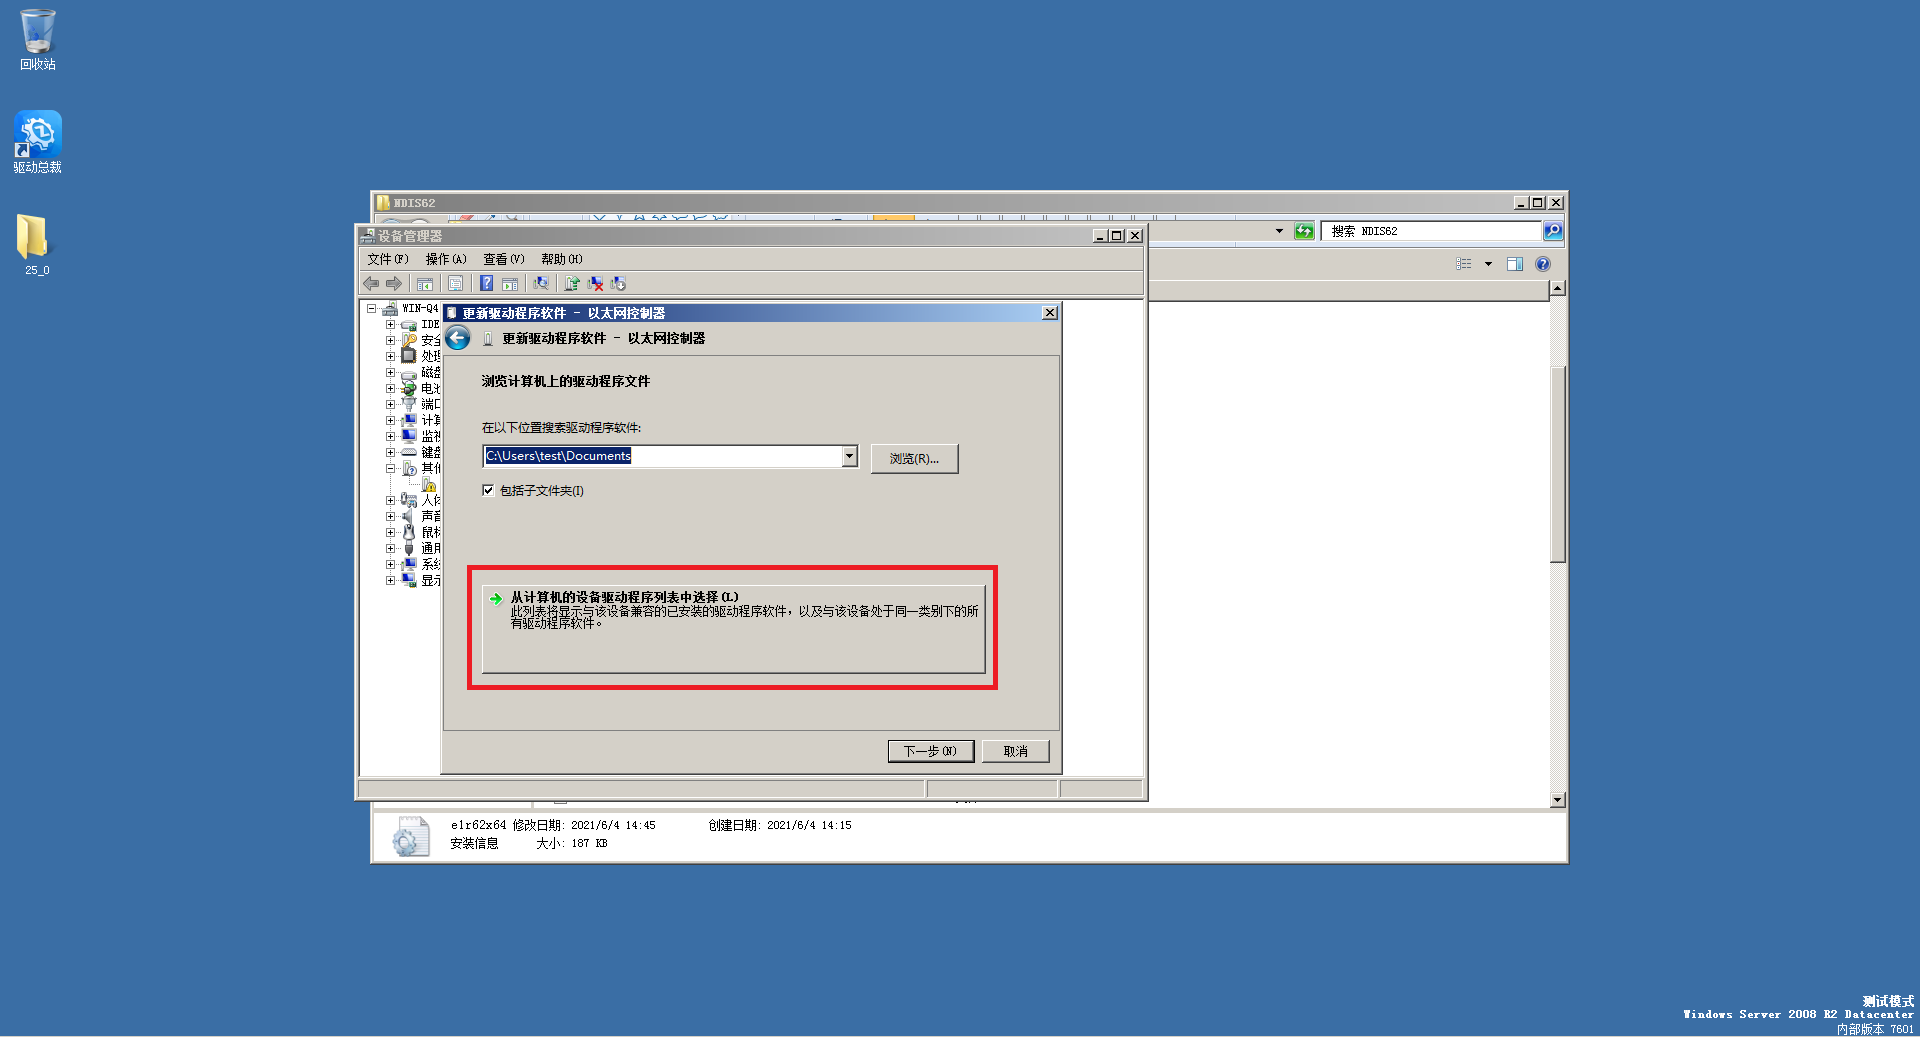 回收站
驱动总裁
25_0
NDIS62
搜索 NDIS62
设备管理器
文件(F) 操作(A) 查看(V) 帮助(H)
WIN-Q4
IDE
安全
处理
磁盘
电池
端口
计算
监视
键盘
其他
人体
声音
鼠标
通用
系统
显示
更新驱动程序软件 - 以太网控制器
更新驱动程序软件 - 以太网控制器
浏览计算机上的驱动程序文件
在以下位置搜索驱动程序软件:
C:\Users\test\Documents
浏览(R)...
包括子文件夹(I)
从计算机的设备驱动程序列表中选择(L)
此列表将显示与该设备兼容的已安装的驱动程序软件，以及与该设备处于同一类别下的所
有驱动程序软件。
下一步(N) 取消
e1r62x64 修改日期: 2021/6/4 14:45 创建日期: 2021/6/4 14:15
安装信息 大小: 187 KB
测试模式
Windows Server 2008 R2 Datacenter
内部版本 7601